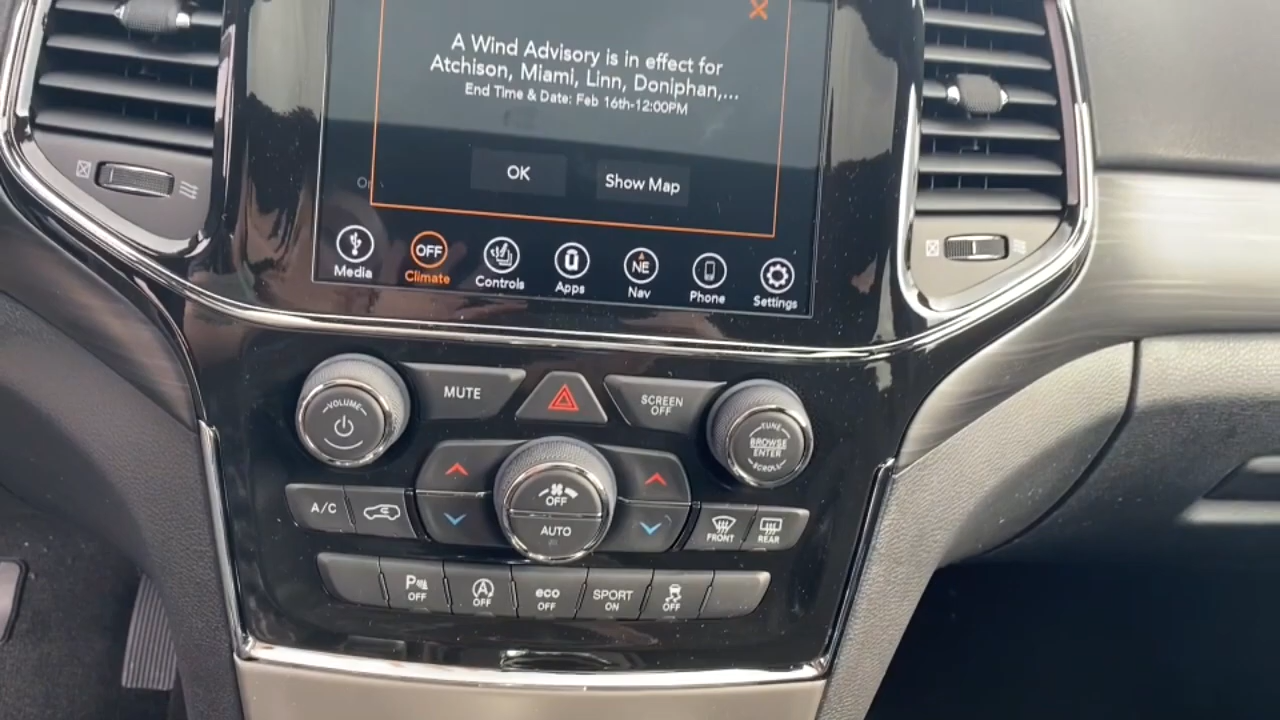 A Wind Advisory is in effect for
Atchison, Miami, Linn, Doniphan,...
End Time & Date: Feb 16th-12:00PM
OK
Show Map
OFF
NE
Media
Climate
Controls
Apps
Nav
Phone
Settings
VOLUME
MUTE
SCREEN
OFF
TUNE
BROWSE
ENTER
SCROLL
A/C
OFF
AUTO
FRONT
REAR
P
OFF
A
OFF
eco
OFF
SPORT
ON
OFF